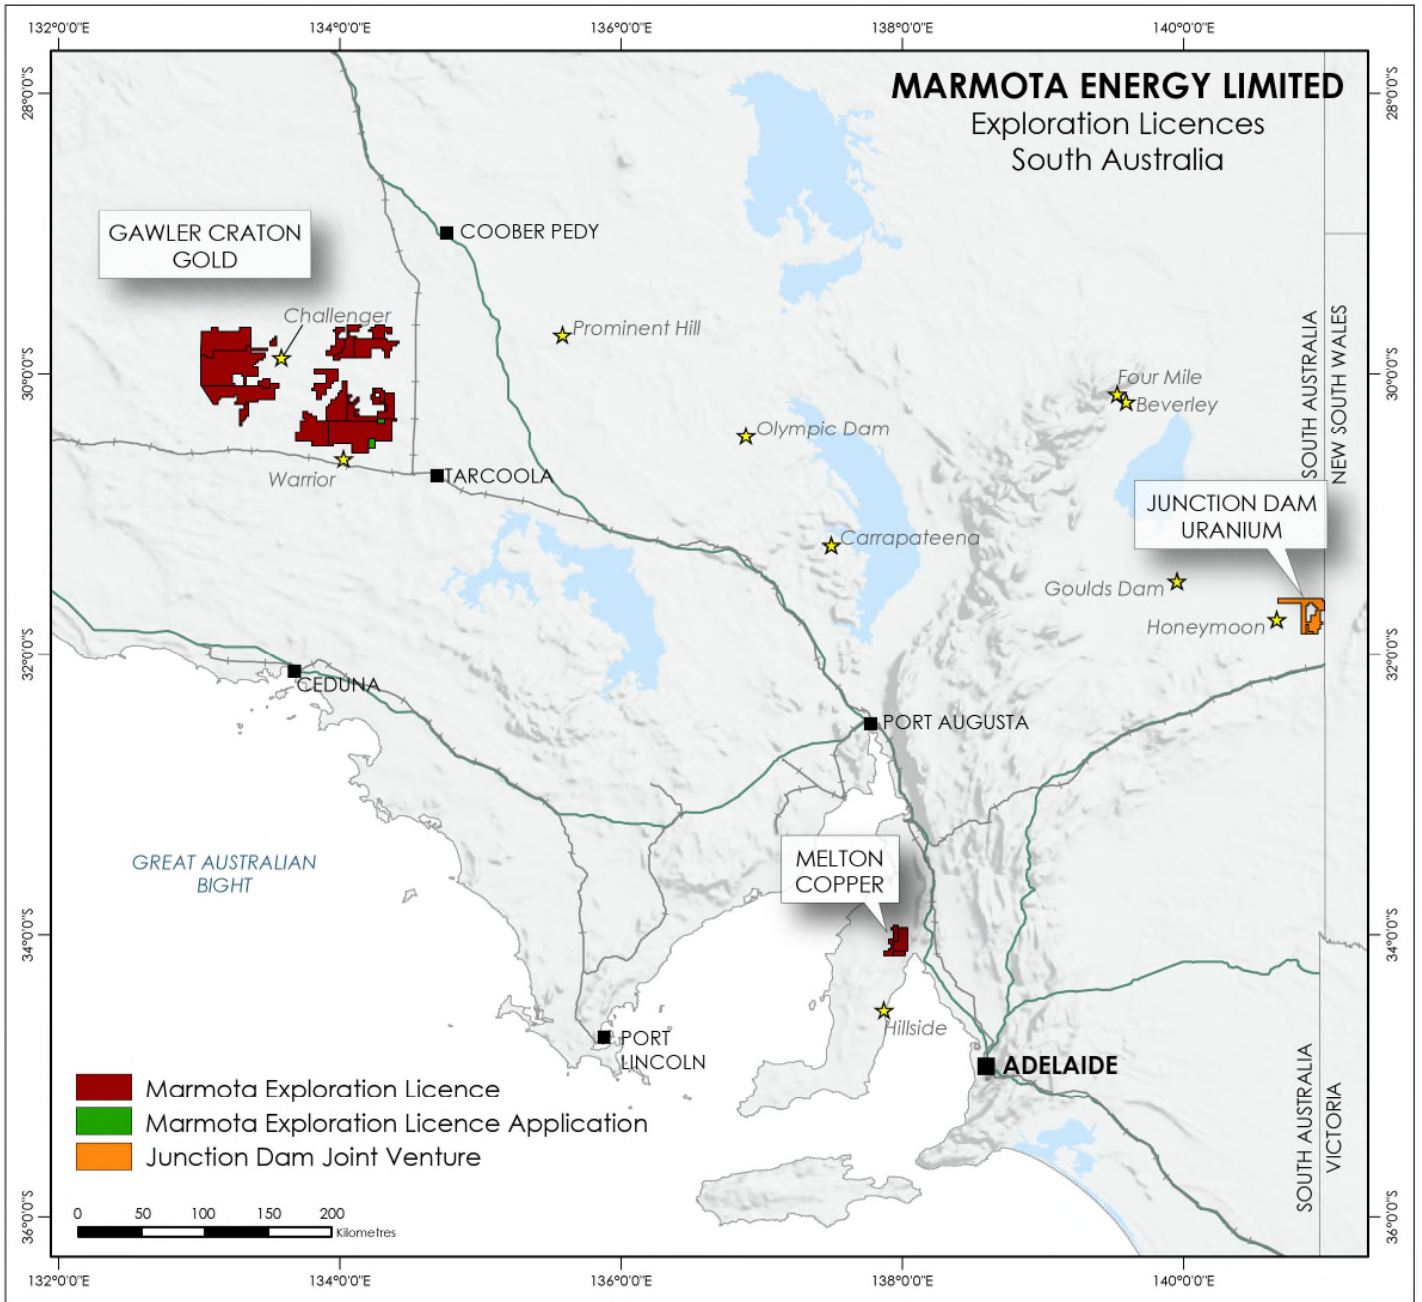 132°0'0"E
134°0'0"E
136°0'0"E
138°0'0"E
140°0'0"E
MARMOTA ENERGY LIMITED
Exploration Licences
South Australia
28°0'0"S
28°0'0"S
GAWLER CRATON
GOLD
COOBER PEDY
Challenger
Prominent Hill
SOUTH AUSTRALIA
NEW SOUTH WALES
30°0'0"S
30°0'0"S
Four Mile
Beverley
Olympic Dam
Warrior
TARCOOLA
JUNCTION DAM
URANIUM
Carrapateena
Goulds Dam
Honeymoon
32°0'0"S
32°0'0"S
CEDUNA
PORT AUGUSTA
GREAT AUSTRALIAN
BIGHT
MELTON
COPPER
34°0'0"S
34°0'0"S
Hillside
PORT
LINCOLN
ADELAIDE
SOUTH AUSTRALIA
VICTORIA
Marmota Exploration Licence
Marmota Exploration Licence Application
Junction Dam Joint Venture
0 50 100 150 200
Kilometres
36°0'0"S
36°0'0"S
132°0'0"E
134°0'0"E
136°0'0"E
138°0'0"E
140°0'0"E